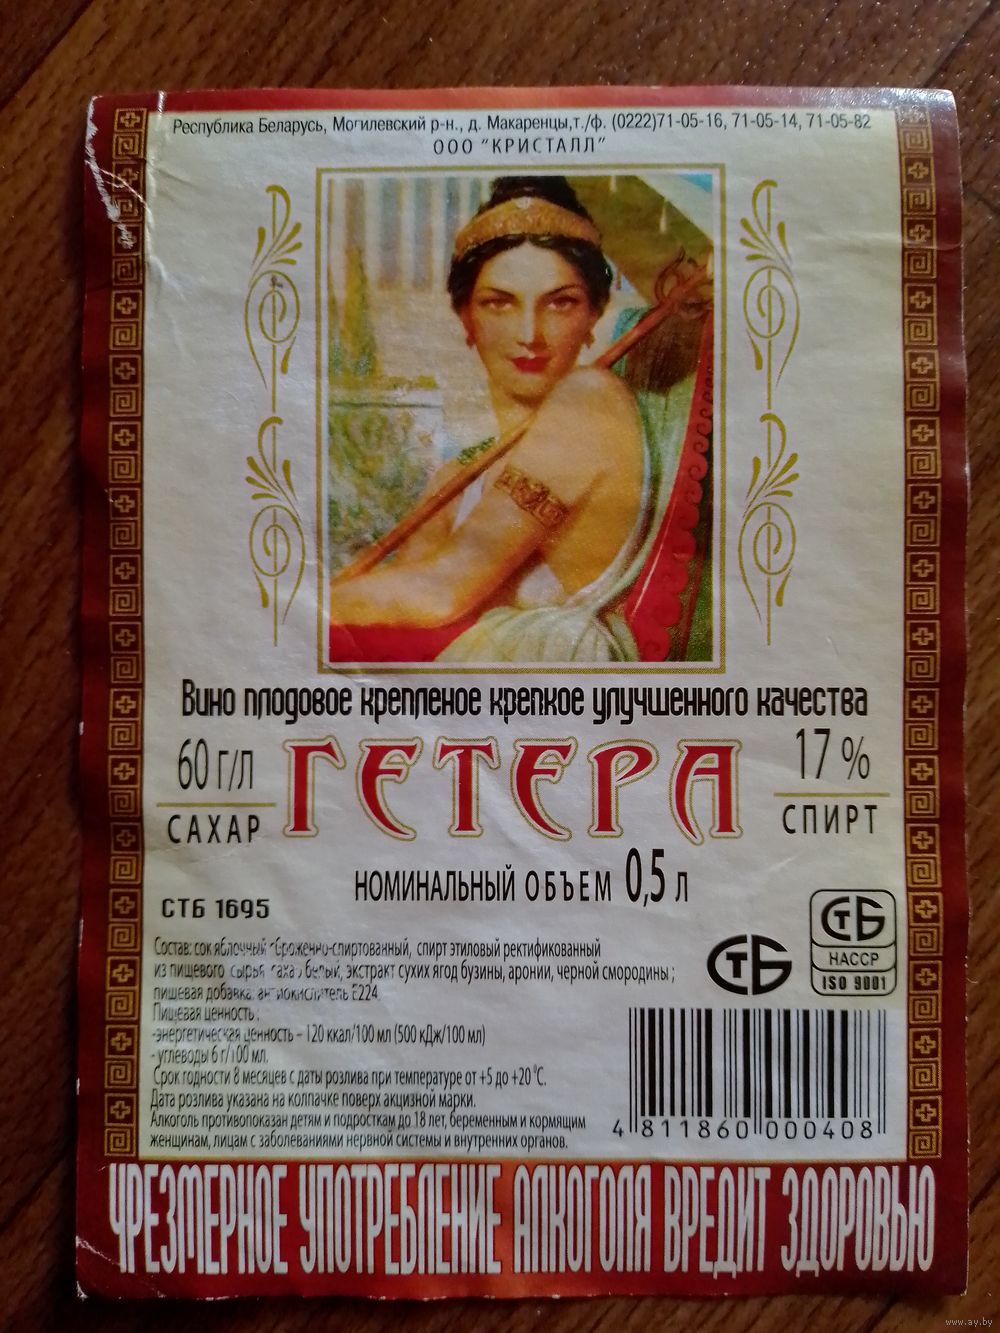 Республика Беларусь, Могилевский р-н., д. Макаренцы,т./ф. (0222)71-05-16, 71-05-14, 71-05-82
ООО "КРИСТАЛЛ"
Вино плодовое крепленое крепкое улучшенного качества
60 г/л
САХАР
ГЕТЕРА
17 %
СПИРТ
НОМИНАЛЬНЫЙ ОБЪЕМ 0,5 л
СТБ 1695
Состав: сок яблочный сброженно-спиртованный, спирт этиловый ректификованный
из пищевого сырья, сахар белый, экстракт сухих ягод бузины, аронии, черной смородины ;
пищевая добавка: антиокислитель Е224.
Пищевая ценность :
-энергетическая ценность – 120 ккал/100 мл (500 кДж/100 мл)
- углеводы 6 г/100 мл.
Срок годности 8 месяцев с даты розлива при температуре от +5 до +20 °С.
Дата розлива указана на колпачке поверх акцизной марки.
Алкоголь противопоказан детям и подросткам до 18 лет, беременным и кормящим
женщинам, лицам с заболеваниями нервной системы и внутренних органов.
СТБ
СТБ
НАССР
ISO 9001
4 811860 000408
ЧРЕЗМЕРНОЕ УПОТРЕБЛЕНИЕ АЛКОГОЛЯ ВРЕДИТ ЗДОРОВЬЮ
www.ay.by